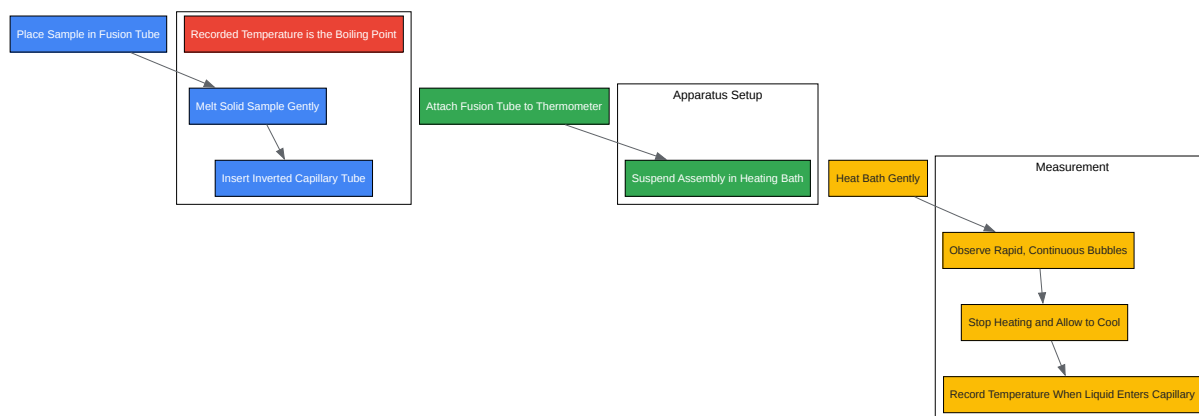 Place Sample in Fusion Tube
Recorded Temperature is the Boiling Point
Melt Solid Sample Gently
Insert Inverted Capillary Tube
Attach Fusion Tube to Thermometer
Apparatus Setup
Suspend Assembly in Heating Bath
Heat Bath Gently
Measurement
Observe Rapid, Continuous Bubbles
Stop Heating and Allow to Cool
Record Temperature When Liquid Enters Capillary